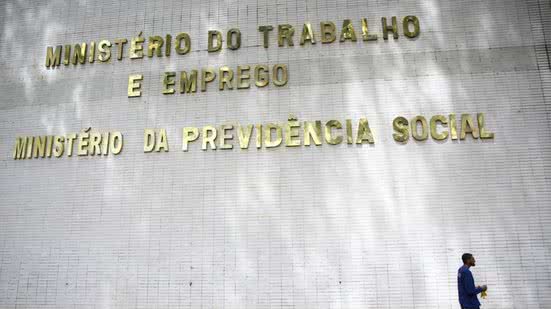 MINISTÉRIO DO TRABALHO
E EMPREGO
MINISTÉRIO DA PREVIDÊNCIA SOCIAL